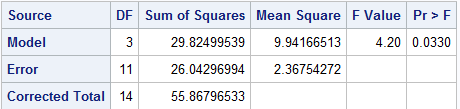 Source DF Sum of Squares Mean Square F Value Pr > F
Model 3 29.82499539 9.94166513 4.20 0.0330
Error 11 26.04296994 2.36754272
Corrected Total 14 55.86796533